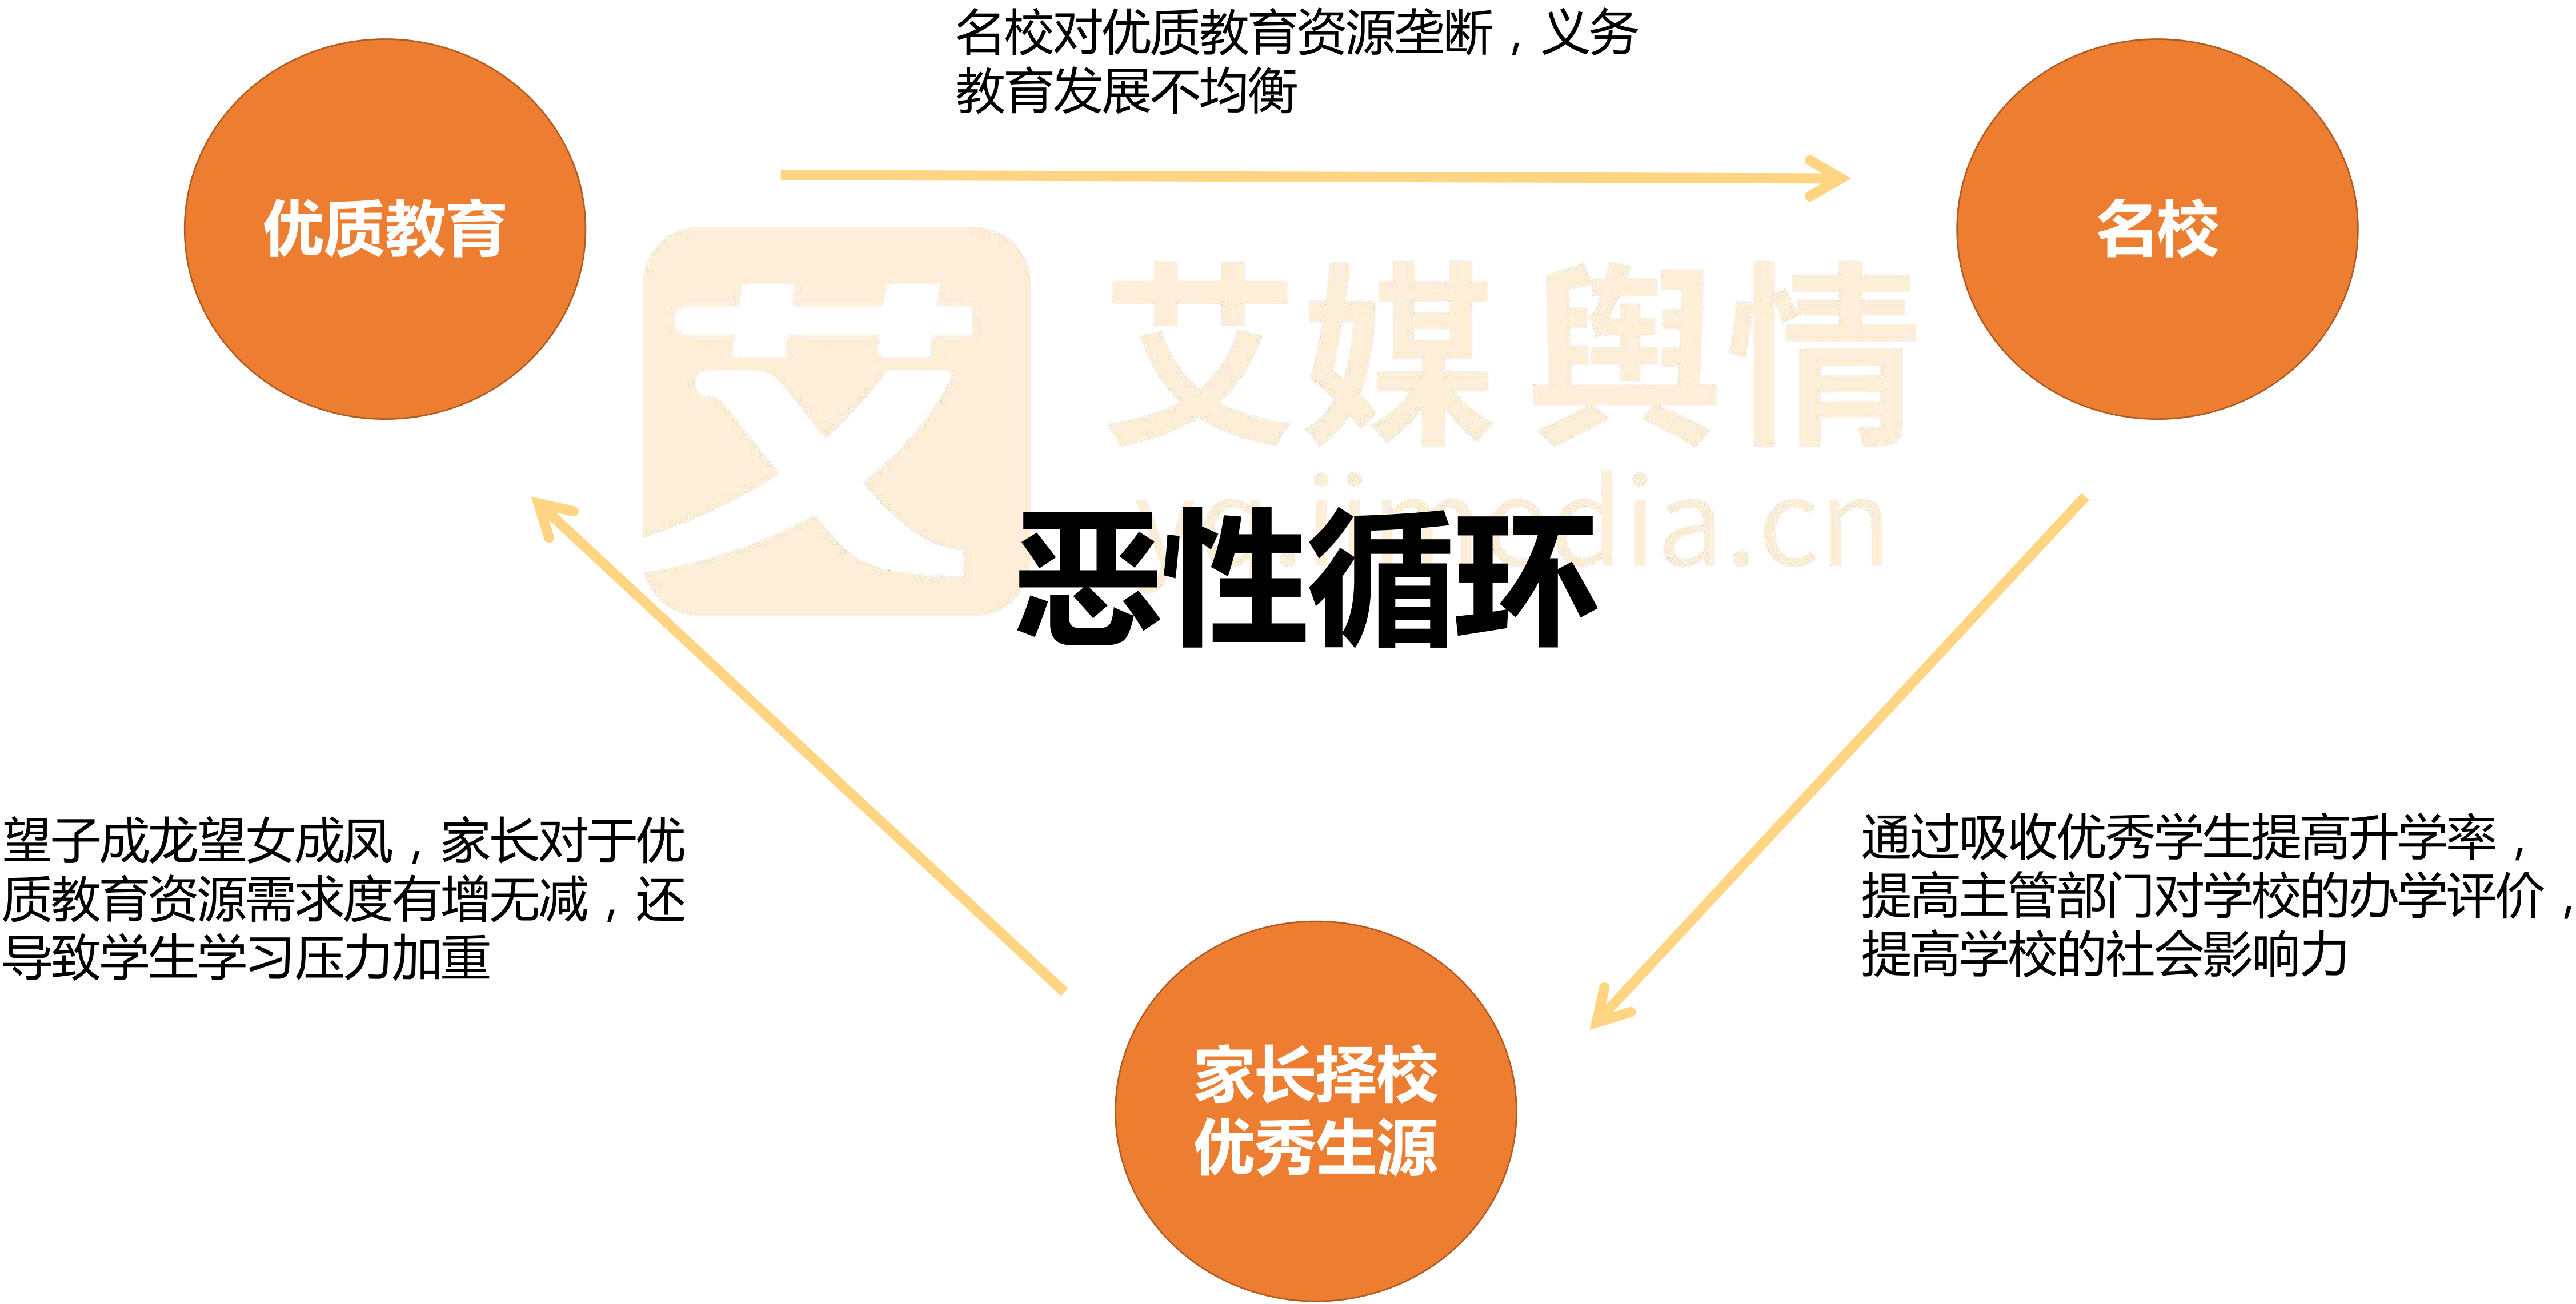 名校对优质教育资源垄断，义务
教育发展不均衡
优质教育
名校
艾
艾媒舆情
yq.iimedia.cn
恶性循环
望子成龙望女成凤，家长对于优
质教育资源需求度有增无减，还
导致学生学习压力加重
通过吸收优秀学生提高升学率，
提高主管部门对学校的办学评价，
提高学校的社会影响力
家长择校
优秀生源